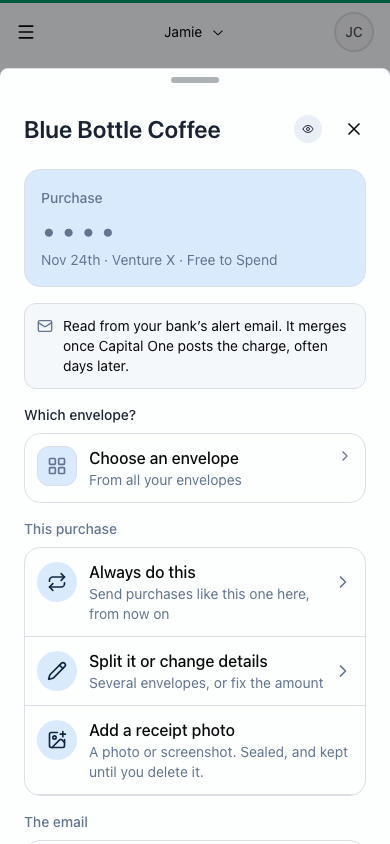 Jamie
JC
Blue Bottle Coffee
Purchase
• • • •
Nov 24th · Venture X · Free to Spend
Read from your bank’s alert email. It merges
once Capital One posts the charge, often
days later.
Which envelope?
Choose an envelope
From all your envelopes
This purchase
Always do this
Send purchases like this one here,
from now on
Split it or change details
Several envelopes, or fix the amount
Add a receipt photo
A photo or screenshot. Sealed, and kept
until you delete it.
The email